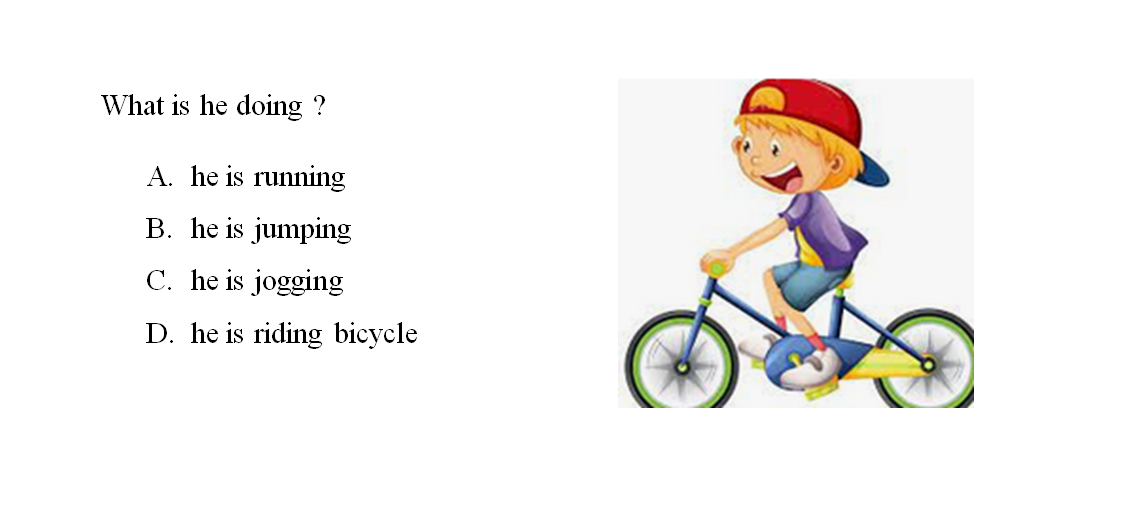 What is he doing ?
A. he is running
B. he is jumping
C. he is jogging
D. he is riding bicycle